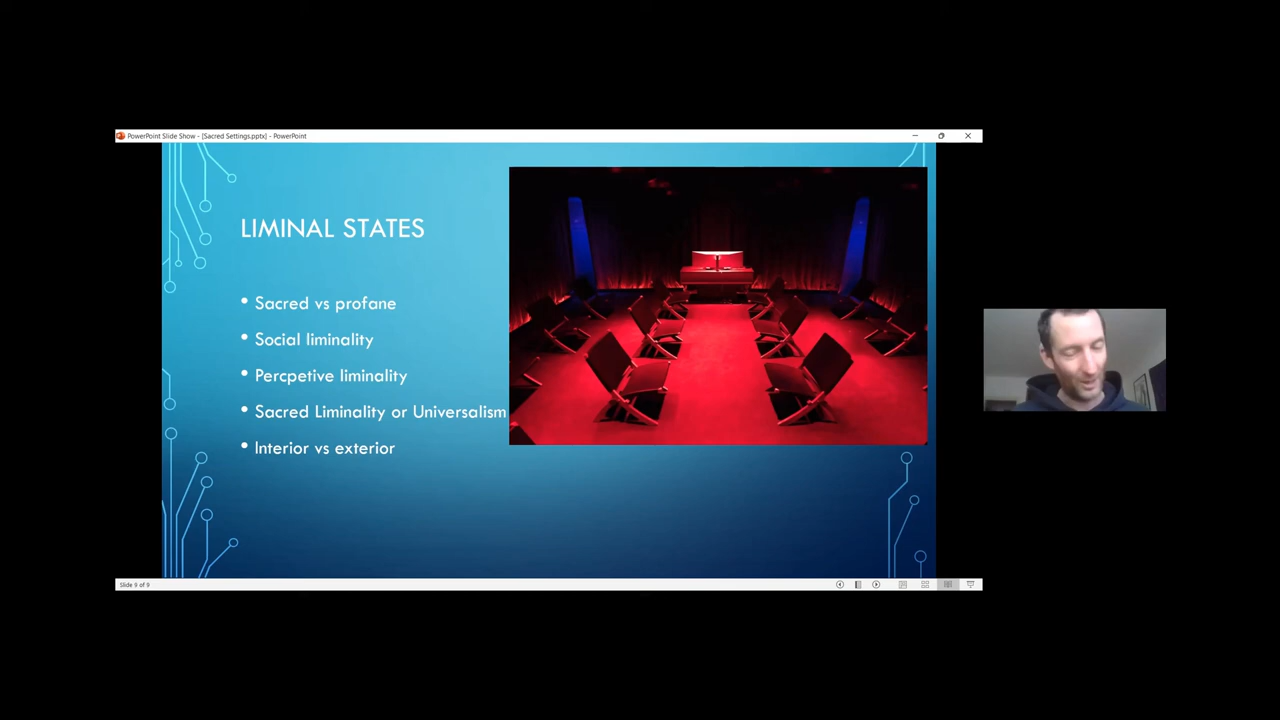 PowerPoint Slide Show - [Sacred Settings.pptx] - PowerPoint
LIMINAL STATES
• Sacred vs profane
• Social liminality
• Percpetive liminality
• Sacred Liminality or Universalism
• Interior vs exterior
Slide 9 of 9